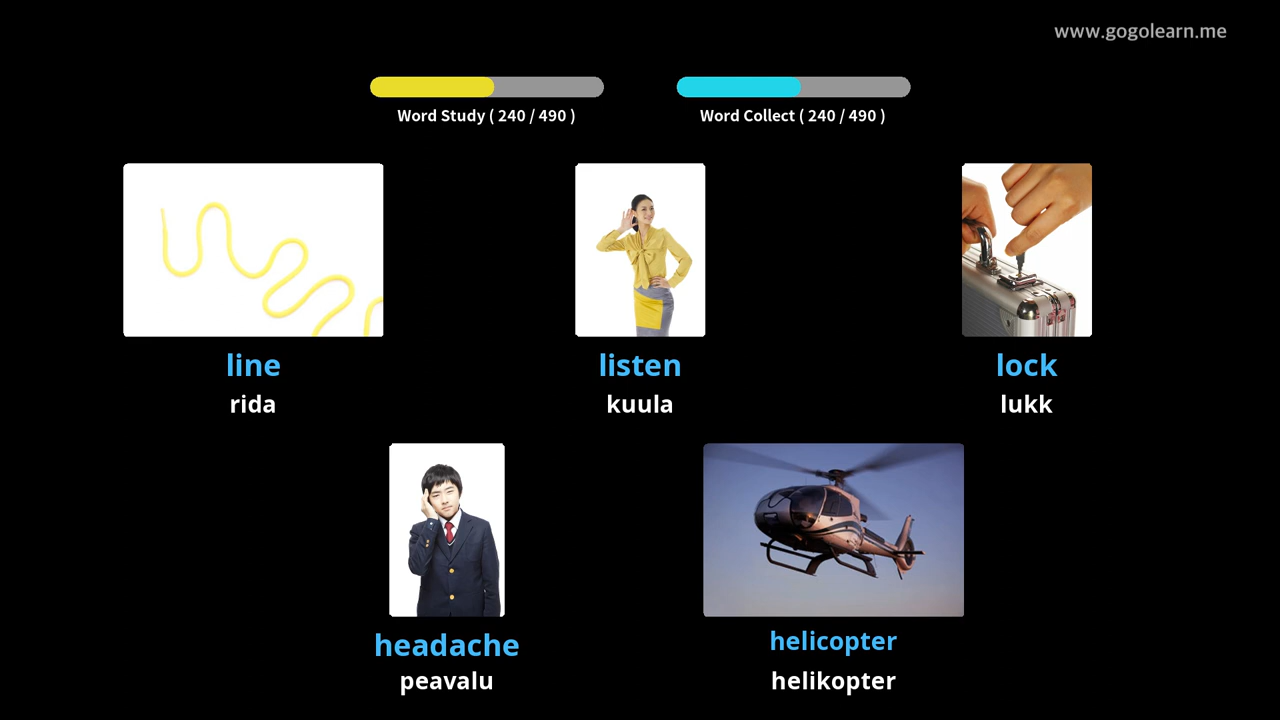 www.gogolearn.me
Word Study ( 240 / 490 )
Word Collect ( 240 / 490 )
line
rida
listen
kuula
lock
lukk
headache
peavalu
helicopter
helikopter